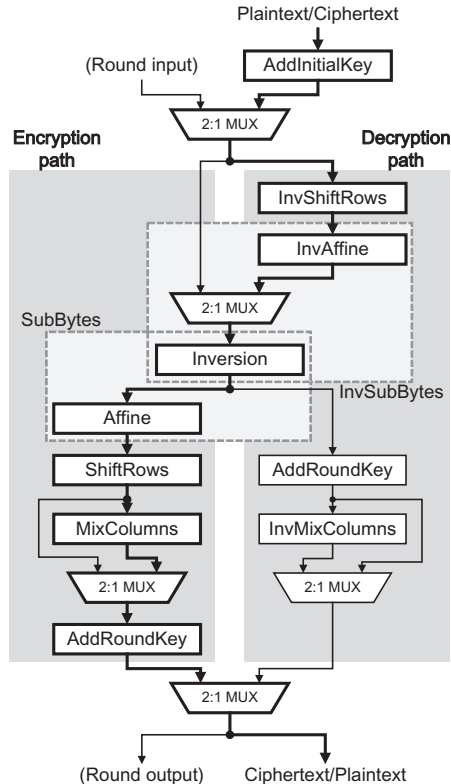 Plaintext/Ciphertext
(Round input)
AddInitialKey
2:1 MUX
Encryption
path
Decryption
path
InvShiftRows
InvAffine
2:1 MUX
SubBytes
Inversion
InvSubBytes
Affine
ShiftRows
AddRoundKey
MixColumns
InvMixColumns
2:1 MUX
2:1 MUX
AddRoundKey
2:1 MUX
(Round output)
Ciphertext/Plaintext